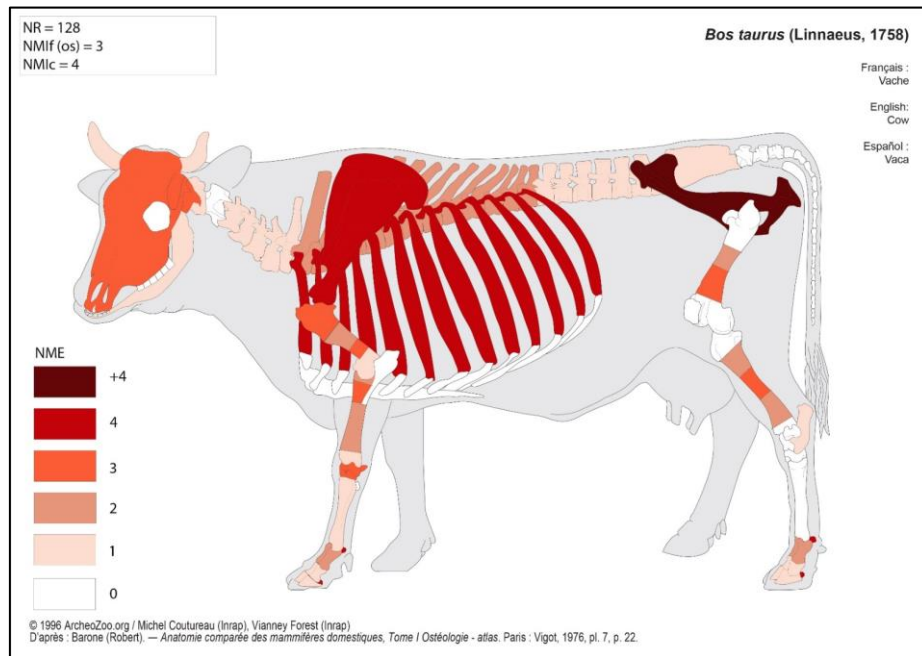 NR = 128
NMIf (os) = 3
NMIc = 4
Bos taurus (Linnaeus, 1758)
Français :
Vache
English:
Cow
Español :
Vaca
NME
+4
4
3
2
1
0
© 1996 ArcheoZoo.org / Michel Coutureau (Inrap), Vianney Forest (Inrap)
D'après : Barone (Robert). — Anatomie comparée des mammifères domestiques, Tome I Ostéologie - atlas. Paris : Vigot, 1976, pl. 7, p. 22.